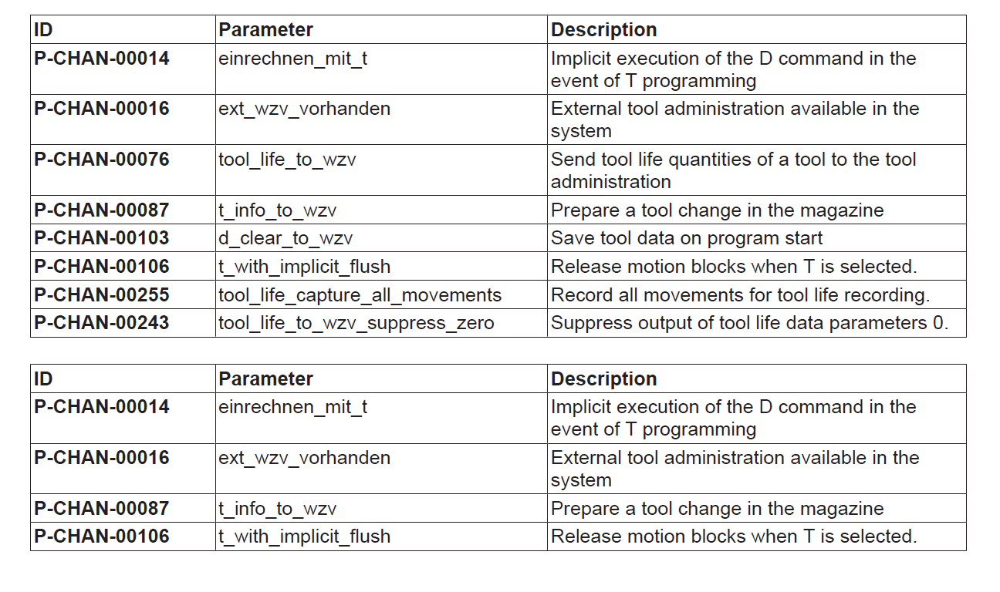 ID Parameter Description
P-CHAN-00014 einrechnen_mit_t Implicit execution of the D command in the
event of T programming
P-CHAN-00016 ext_wzv_vorhanden External tool administration available in the
system
P-CHAN-00076 tool_life_to_wzv Send tool life quantities of a tool to the tool
administration
P-CHAN-00087 t_info_to_wzv Prepare a tool change in the magazine
P-CHAN-00103 d_clear_to_wzv Save tool data on program start
P-CHAN-00106 t_with_implicit_flush Release motion blocks when T is selected.
P-CHAN-00255 tool_life_capture_all_movements Record all movements for tool life recording.
P-CHAN-00243 tool_life_to_wzv_suppress_zero Suppress output of tool life data parameters 0.
ID Parameter Description
P-CHAN-00014 einrechnen_mit_t Implicit execution of the D command in the
event of T programming
P-CHAN-00016 ext_wzv_vorhanden External tool administration available in the
system
P-CHAN-00087 t_info_to_wzv Prepare a tool change in the magazine
P-CHAN-00106 t_with_implicit_flush Release motion blocks when T is selected.